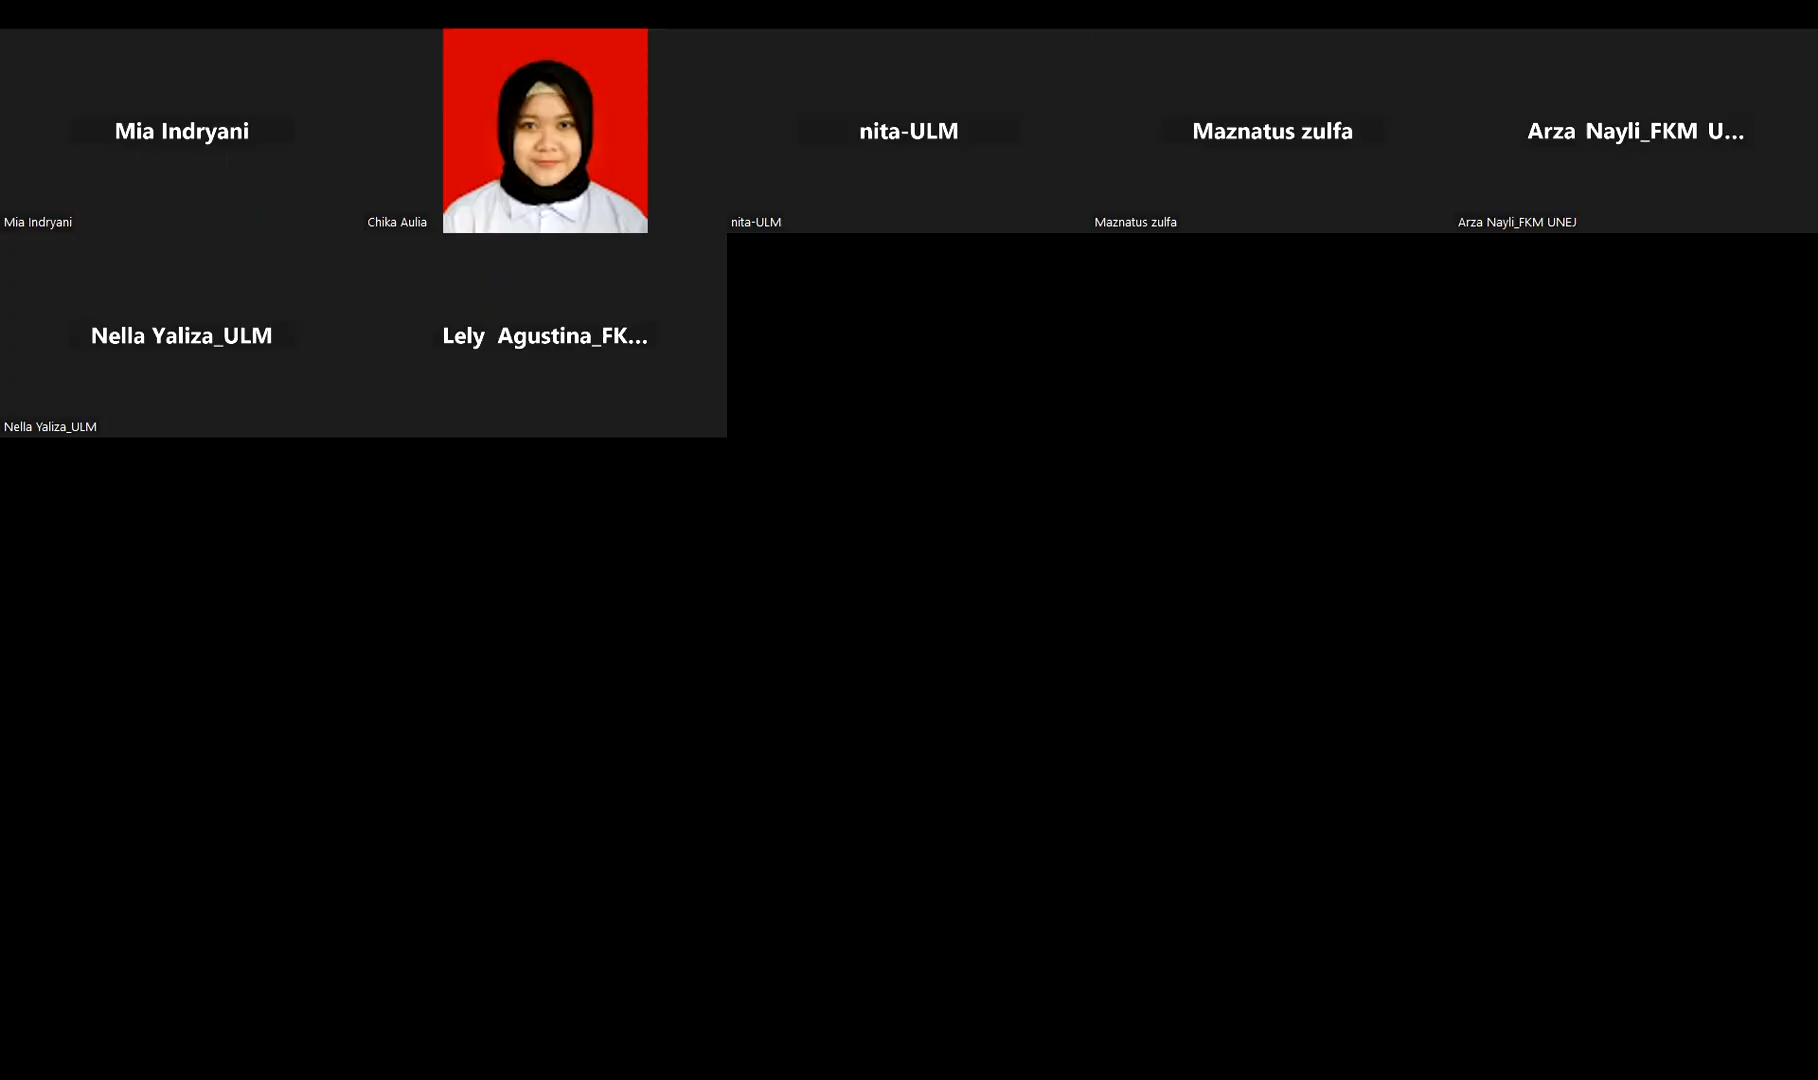 Mia Indryani
nita-ULM
Maznatus zulfa
Arza Nayli_FKM U...
Mia Indryani
Chika Aulia
nita-ULM
Maznatus zulfa
Arza Nayli_FKM UNEJ
Nella Yaliza_ULM
Lely Agustina_FK...
Nella Yaliza_ULM